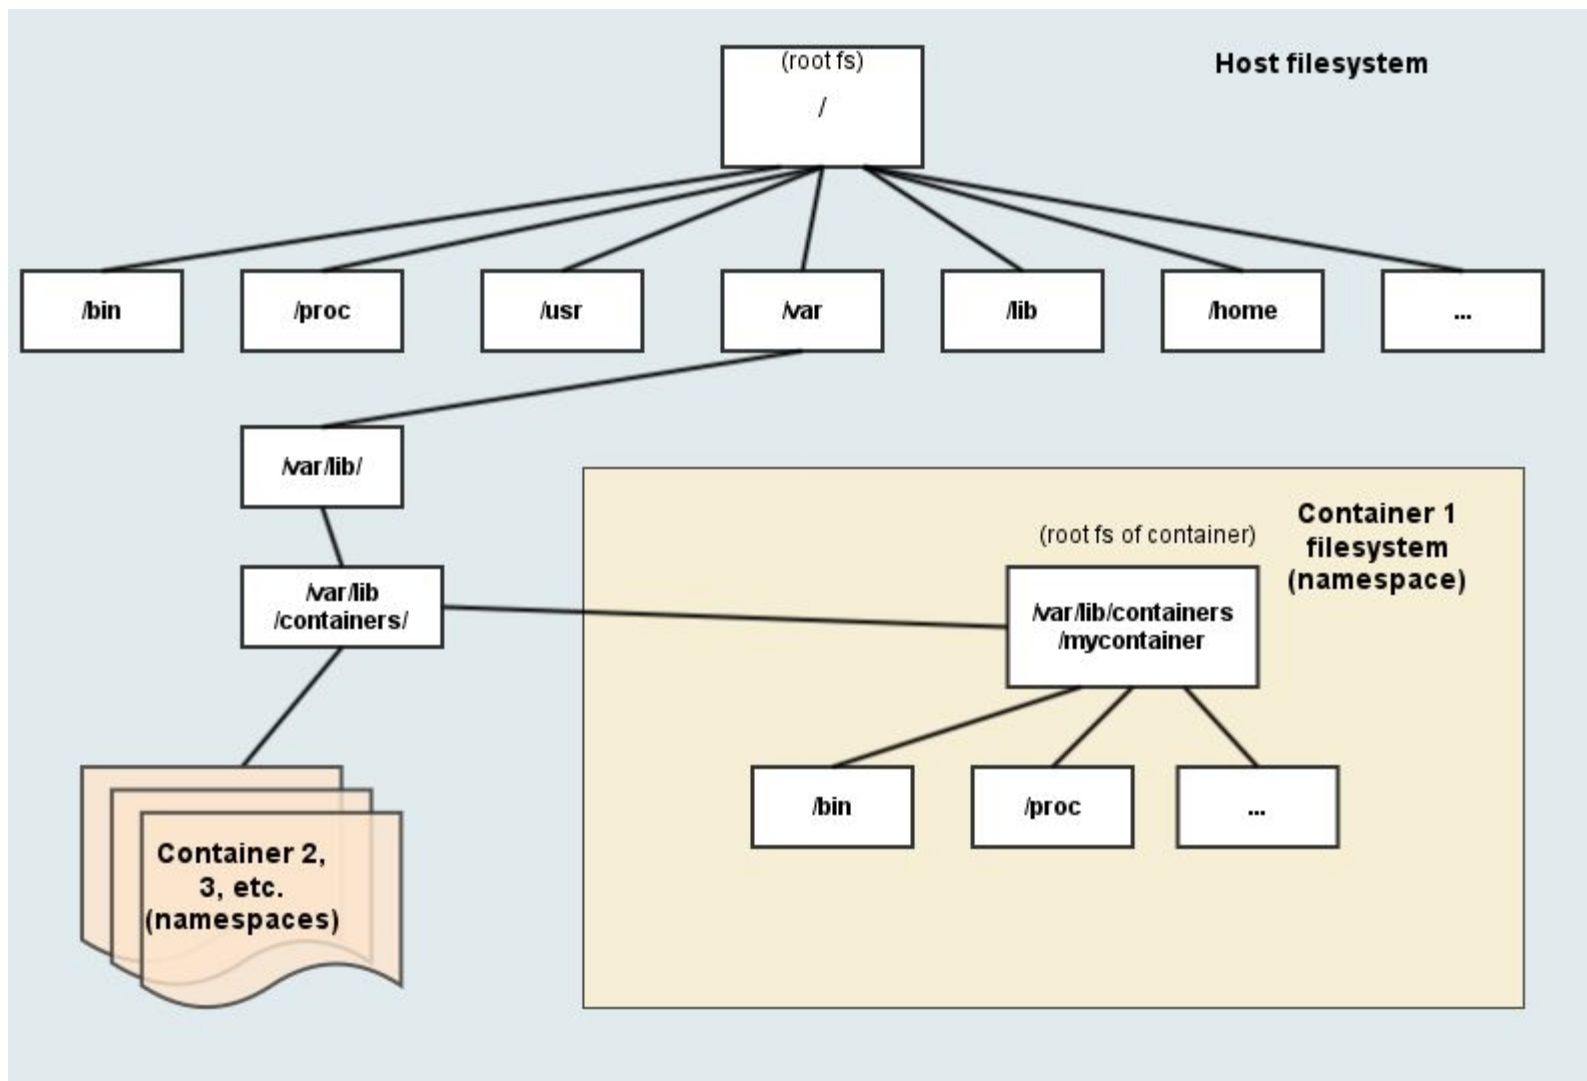 (root fs)
/
Host filesystem
/bin
/proc
/usr
/var
/lib
/home
...
/var/lib/
/var/lib
/containers/
(root fs of container)
Container 1
filesystem
(namespace)
/var/lib/containers
/mycontainer
/bin
/proc
...
Container 2,
3, etc.
(namespaces)